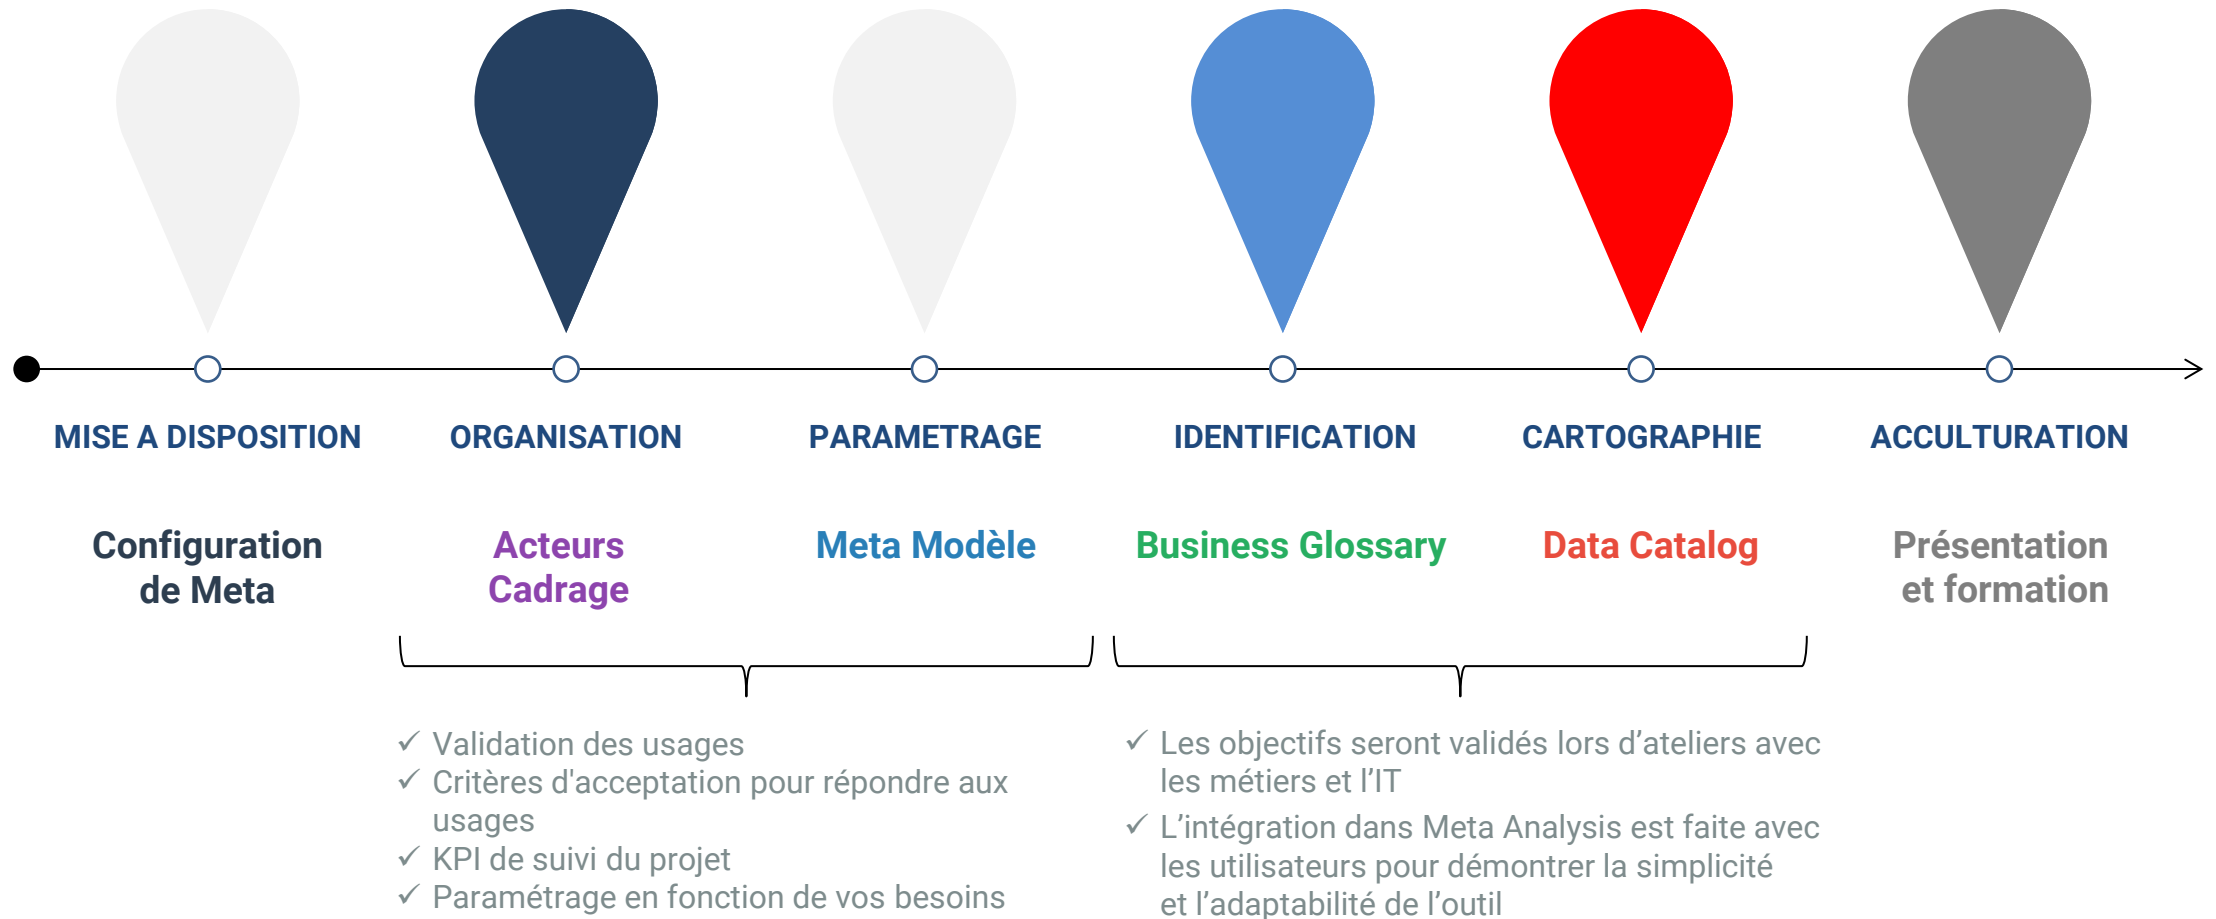 MISE A DISPOSITION
ORGANISATION
PARAMETRAGE
IDENTIFICATION
CARTOGRAPHIE
ACCULTURATION
Configuration
de Meta
Acteurs
Cadrage
Meta Modèle
Business Glossary
Data Catalog
Présentation
et formation
✓ Validation des usages
✓ Critères d'acceptation pour répondre aux
usages
✓ KPI de suivi du projet
✓ Paramétrage en fonction de vos besoins
✓ Les objectifs seront validés lors d’ateliers avec
les métiers et l’IT
✓ L’intégration dans Meta Analysis est faite avec
les utilisateurs pour démontrer la simplicité
et l’adaptabilité de l’outil